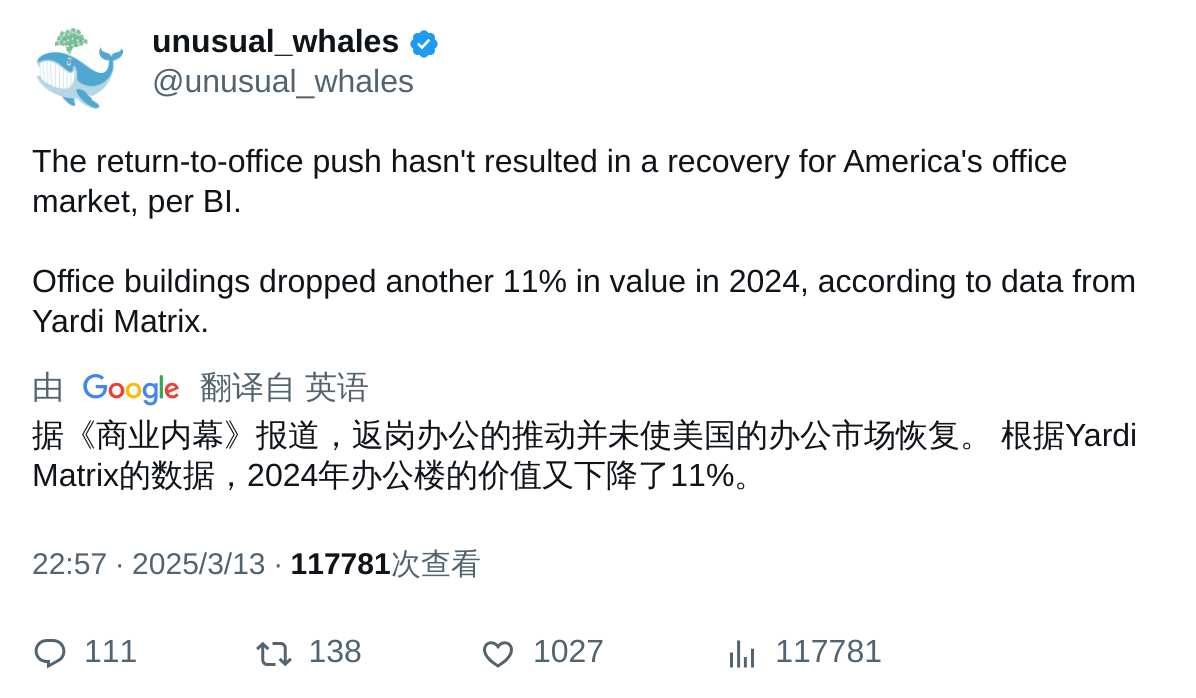 unusual_whales
@unusual_whales
The return-to-office push hasn't resulted in a recovery for America's office
market, per BI.
Office buildings dropped another 11% in value in 2024, according to data from
Yardi Matrix.
由 Google 翻译自 英语
据《商业内幕》报道，返岗办公的推动并未使美国的办公市场恢复。 根据Yardi
Matrix的数据，2024年办公楼的价值又下降了11%。
22:57 · 2025/3/13 · 117781次查看
111 138 1027 117781